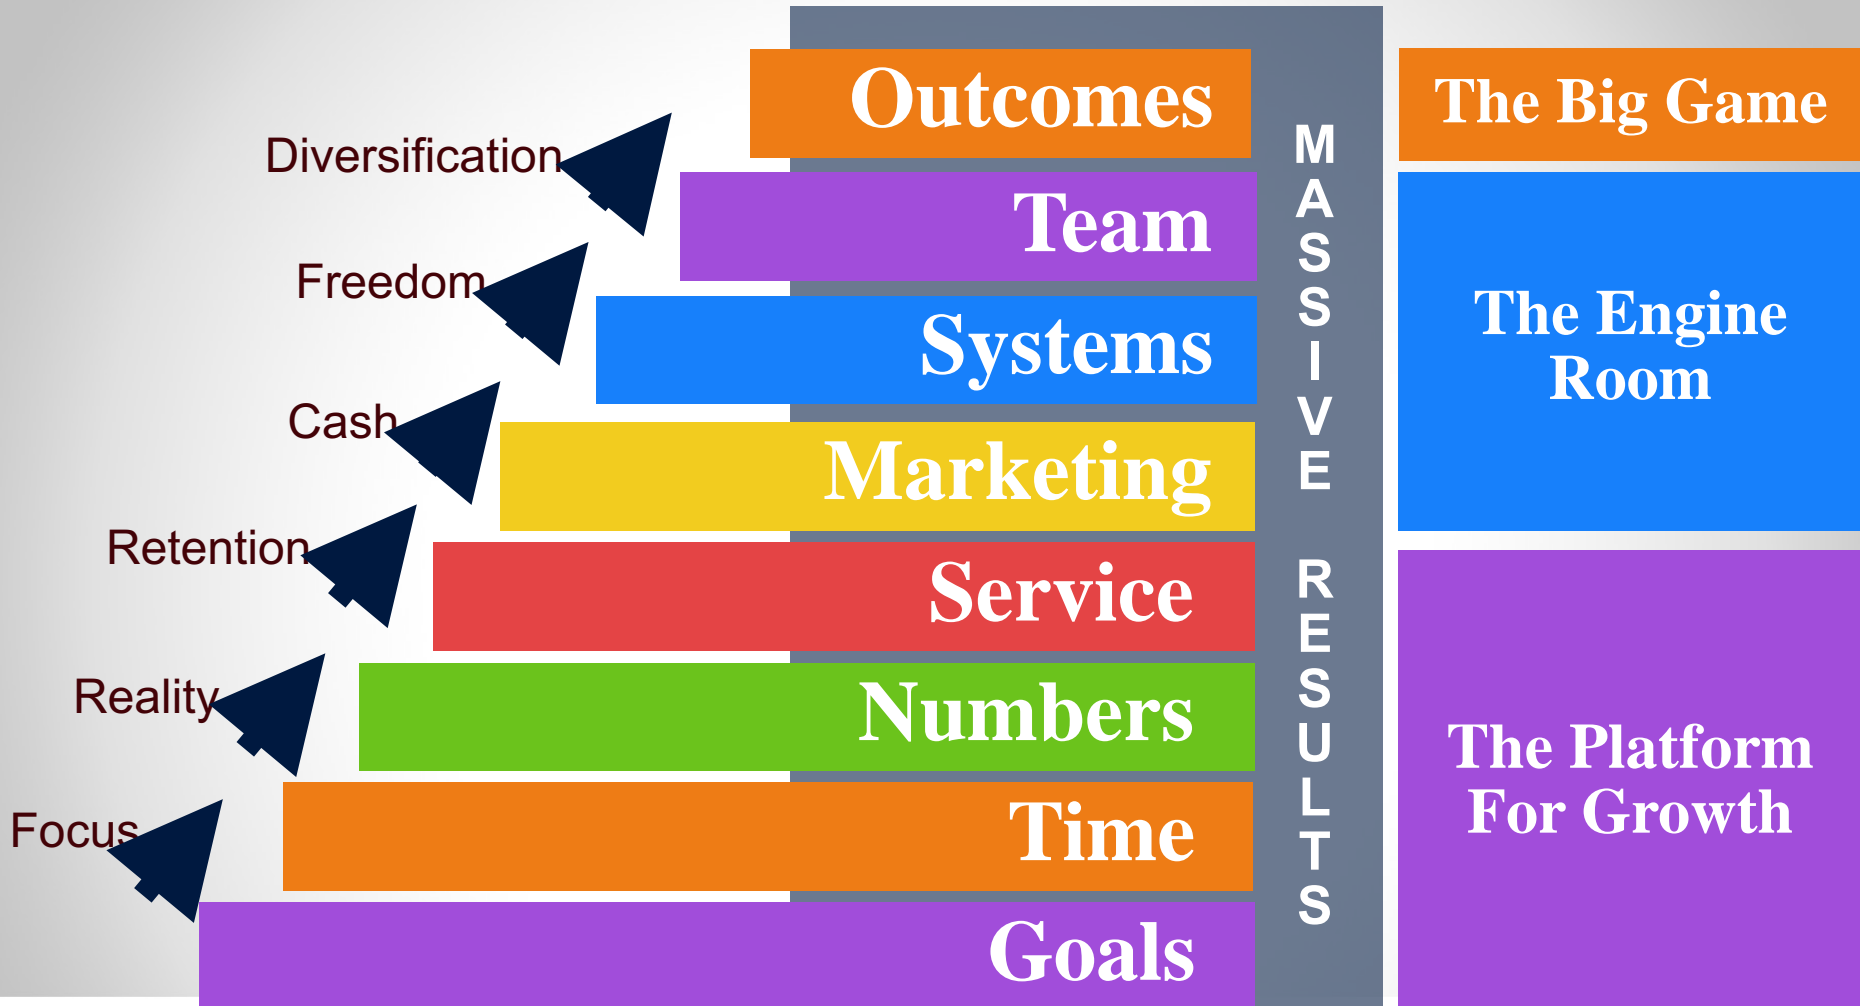 Outcomes
The Big Game
Diversification
Team
Freedom
Systems
The Engine
Room
Cash
Marketing
Retention
Service
Reality
Numbers
The Platform
For Growth
Focus
Time
Goals
MASSIVE RESULTS